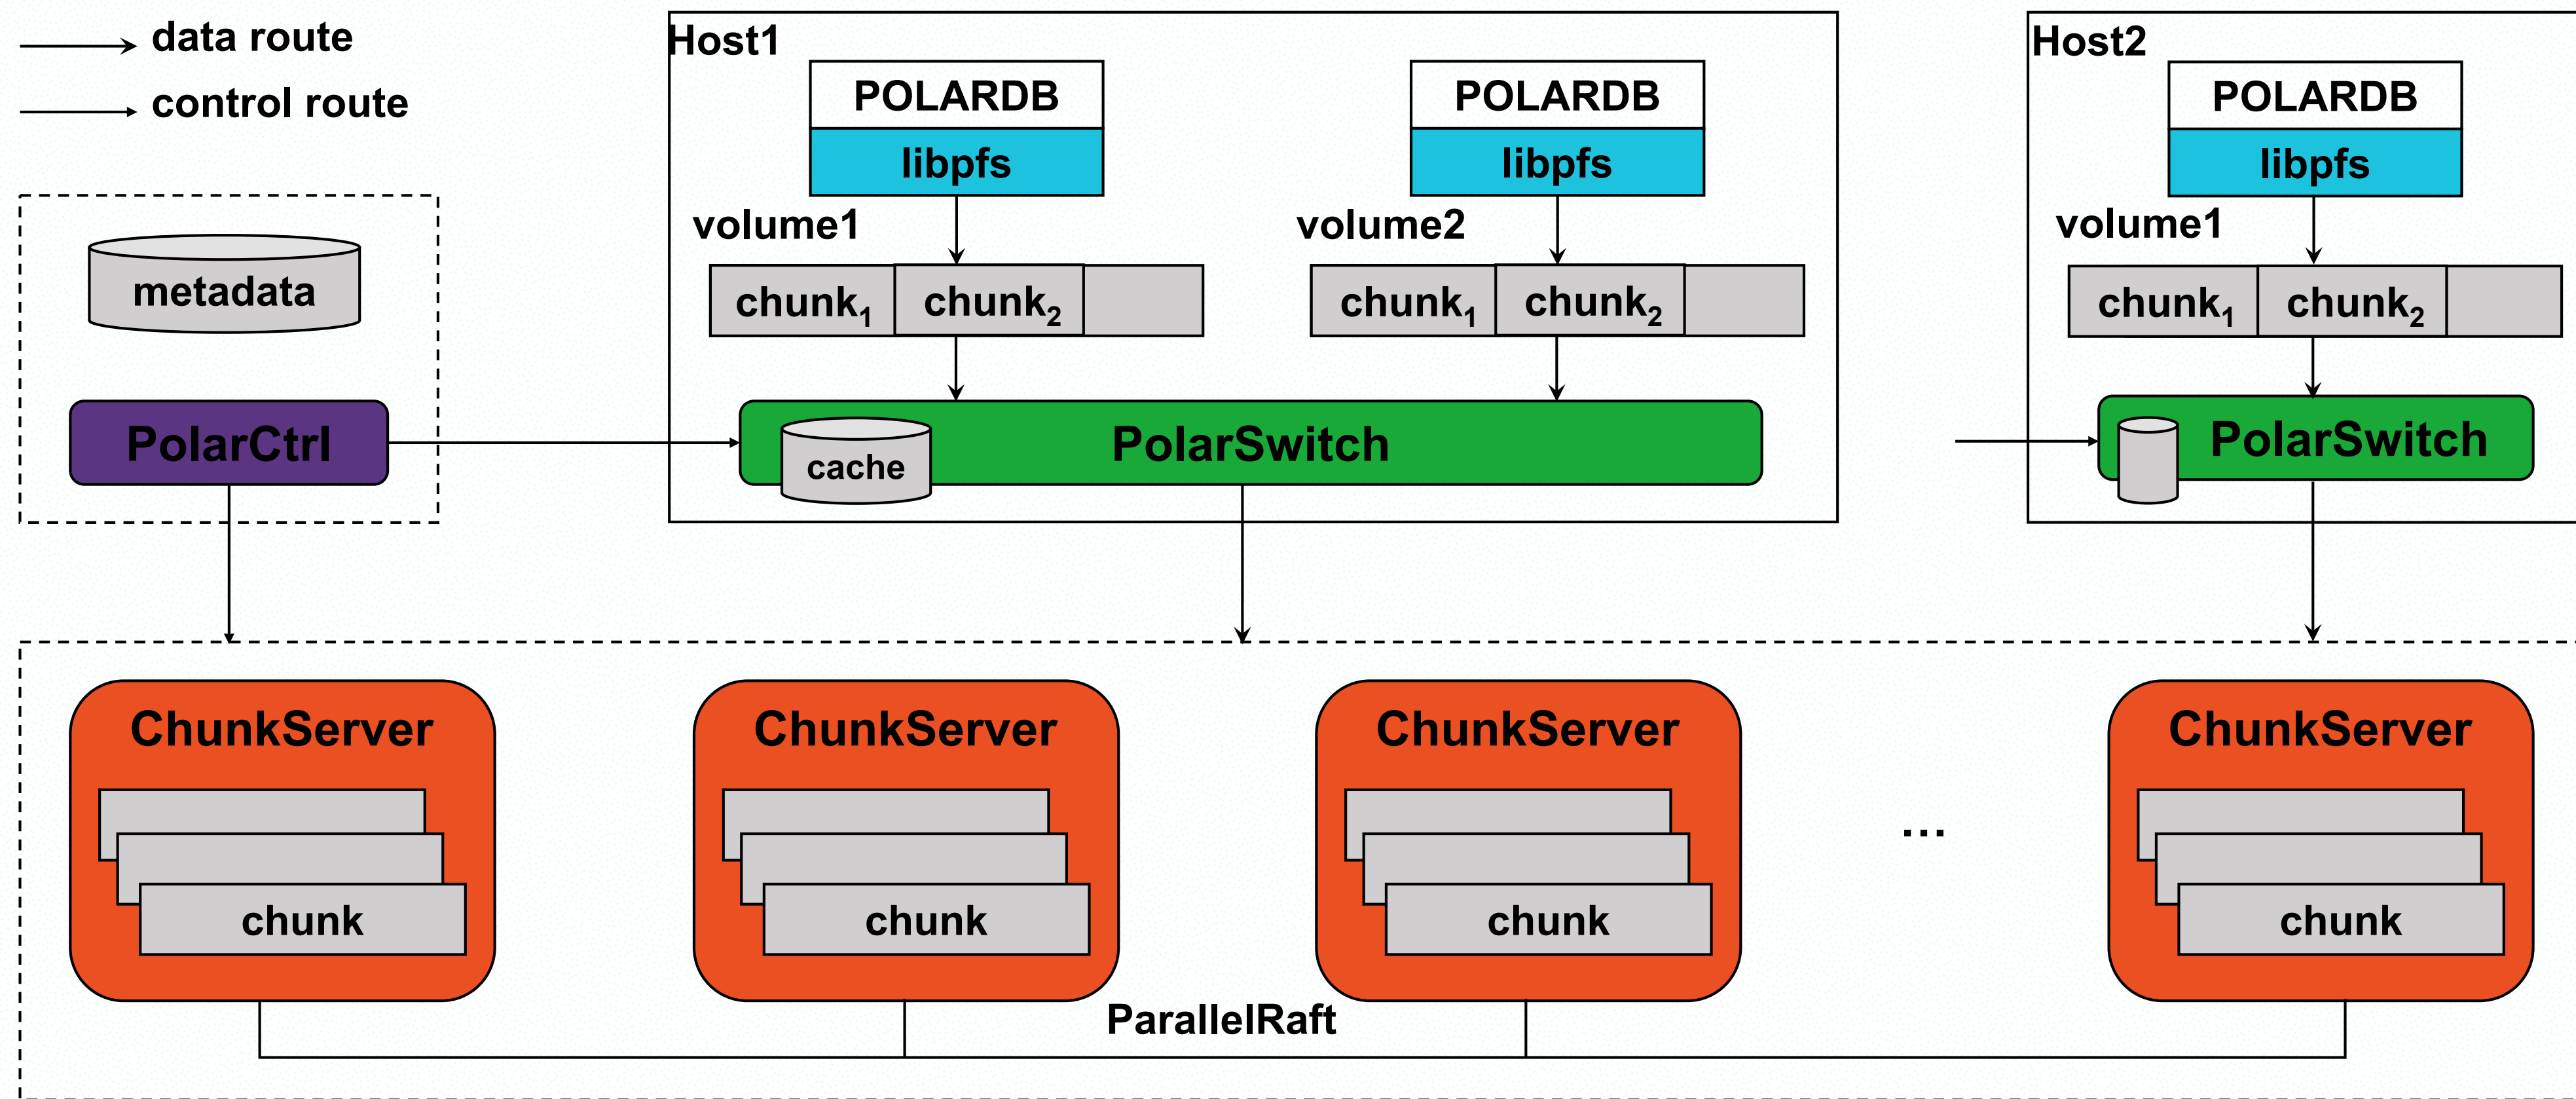 data route
control route
Host1
POLARDB
libpfs
volume1
chunk₁ chunk₂
POLARDB
libpfs
volume2
chunk₁ chunk₂
Host2
POLARDB
libpfs
volume1
chunk₁ chunk₂
metadata
PolarCtrl
cache
PolarSwitch
PolarSwitch
ChunkServer
chunk
ChunkServer
chunk
ChunkServer
chunk
...
ChunkServer
chunk
ParallelRaft